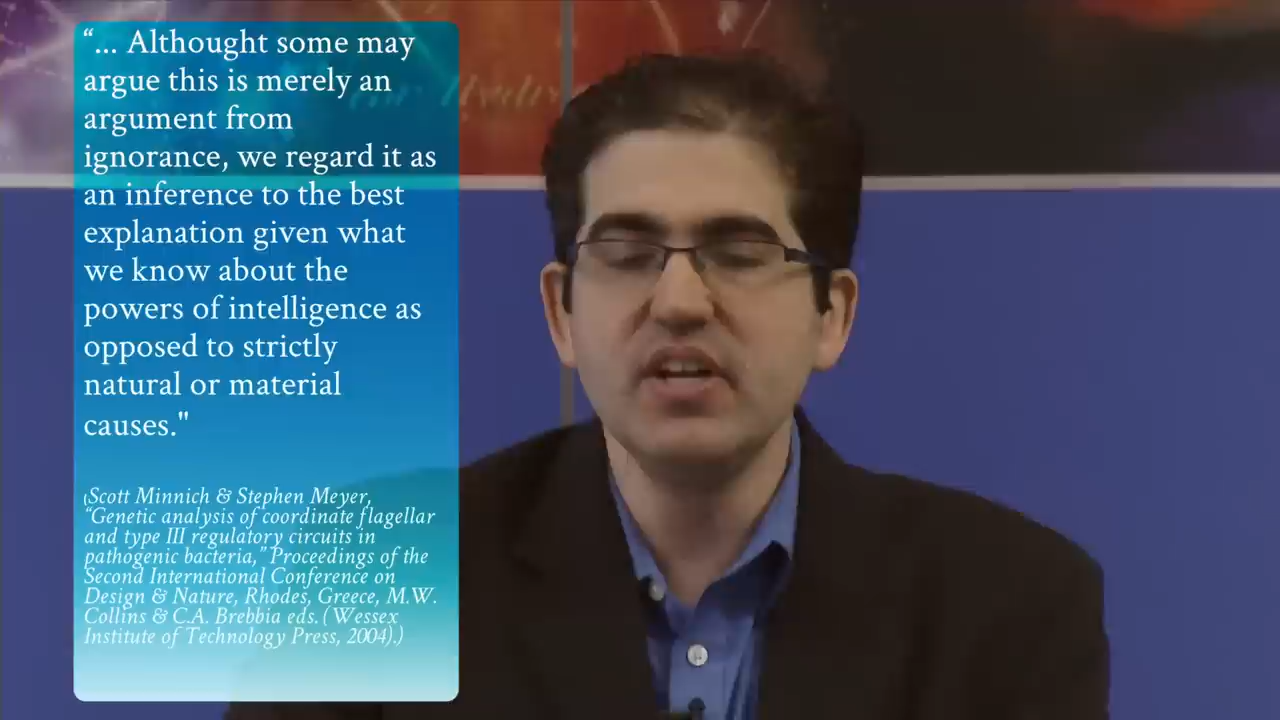 “... Althought some may
argue this is merely an
argument from
ignorance, we regard it as
an inference to the best
explanation given what
we know about the
powers of intelligence as
opposed to strictly
natural or material
causes."
(Scott Minnich & Stephen Meyer,
“Genetic analysis of coordinate flagellar
and type III regulatory circuits in
pathogenic bacteria,” Proceedings of the
Second International Conference on
Design & Nature, Rhodes, Greece, M.W.
Collins & C.A. Brebbia eds. ( Wessex
Institute of Technology Press, 2004).)